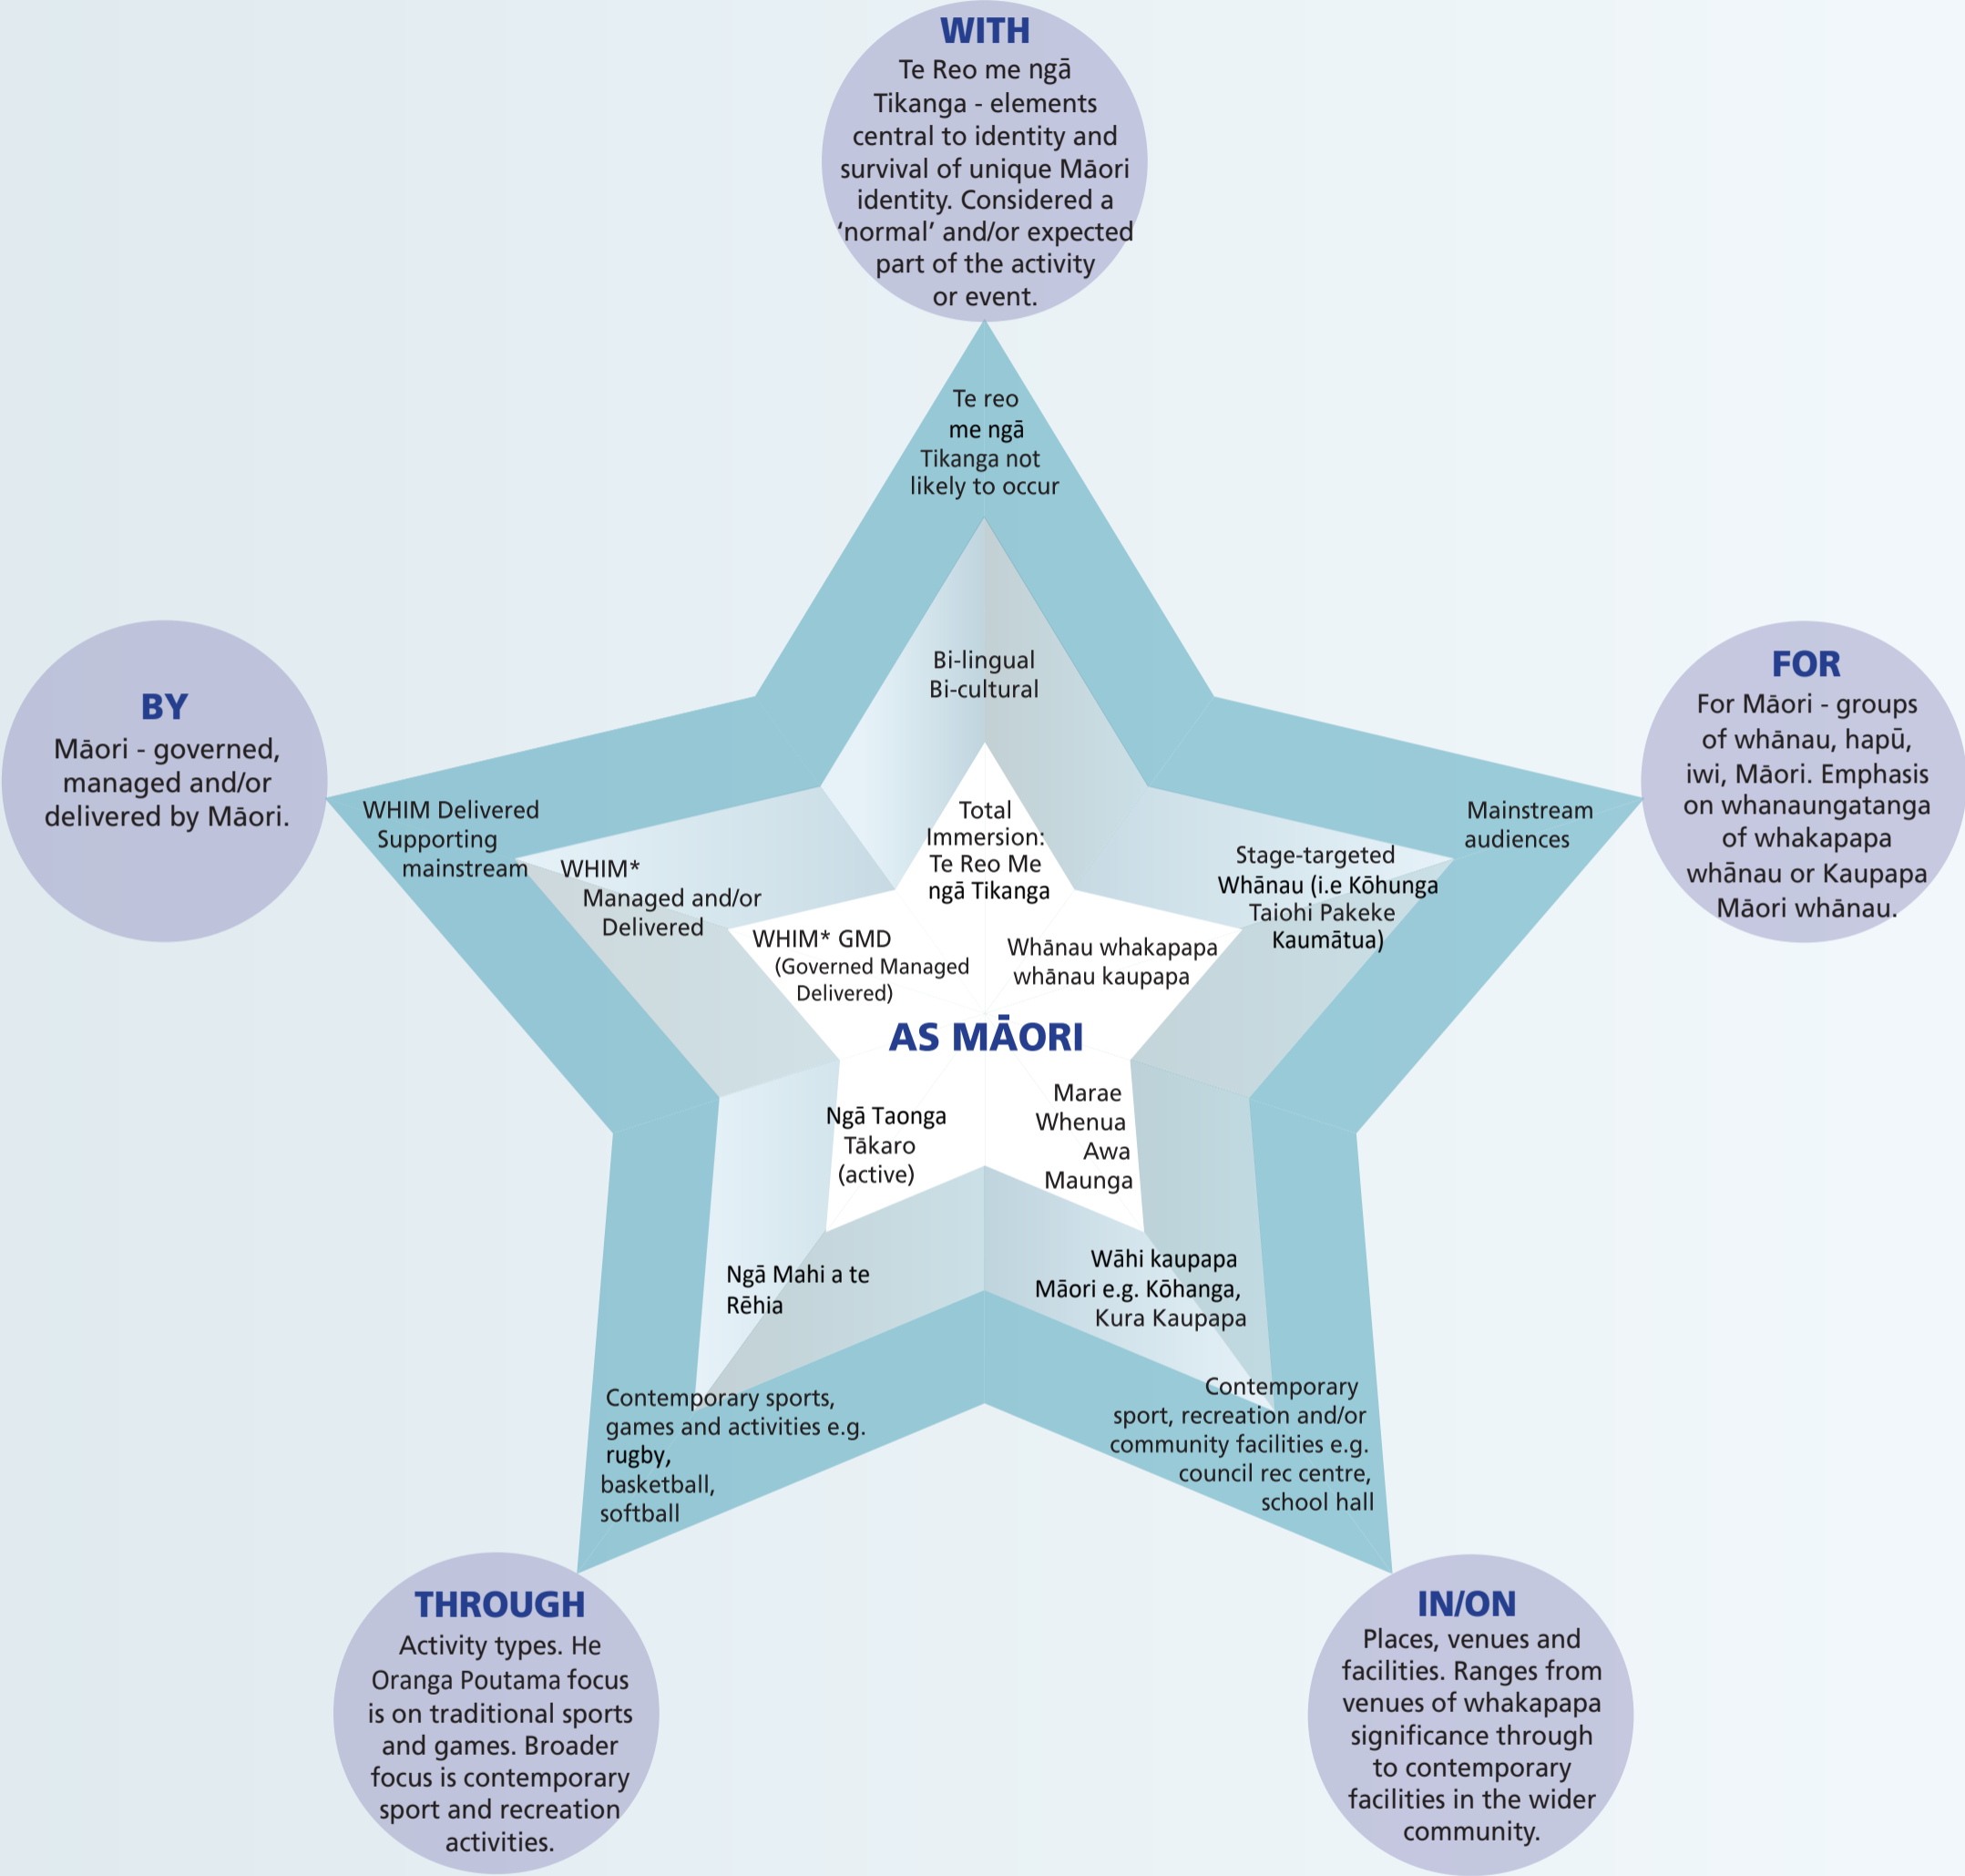 WITH
Te Reo me ngā
Tikanga - elements
central to identity and
survival of unique Māori
identity. Considered a
‘normal’ and/or expected
part of the activity
or event.
Te reo
me ngā
Tikanga not
likely to occur
Bi-lingual
Bi-cultural
Total
Immersion:
Te Reo Me
ngā Tikanga
BY
Māori - governed,
managed and/or
delivered by Māori.
WHIM Delivered
Supporting
mainstream
WHIM*
Managed and/or
Delivered
WHIM* GMD
(Governed Managed
Delivered)
FOR
For Māori - groups
of whānau, hapū,
iwi, Māori. Emphasis
on whanaungatanga
of whakapapa
whānau or Kaupapa
Māori whānau.
Mainstream
audiences
Stage-targeted
Whānau (i.e Kōhunga
Taiohi Pakeke
Kaumātua)
Whānau whakapapa
whānau kaupapa
AS MĀORI
Ngā Taonga
Tākaro
(active)
Ngā Mahi a te
Rēhia
Contemporary sports,
games and activities e.g.
rugby,
basketball,
softball
THROUGH
Activity types. He
Oranga Poutama focus
is on traditional sports
and games. Broader
focus is contemporary
sport and recreation
activities.
Marae
Whenua
Awa
Maunga
Wāhi kaupapa
Māori e.g. Kōhanga,
Kura Kaupapa
Contemporary
sport, recreation and/or
community facilities e.g.
council rec centre,
school hall
IN/ON
Places, venues and
facilities. Ranges from
venues of whakapapa
significance through
to contemporary
facilities in the wider
community.